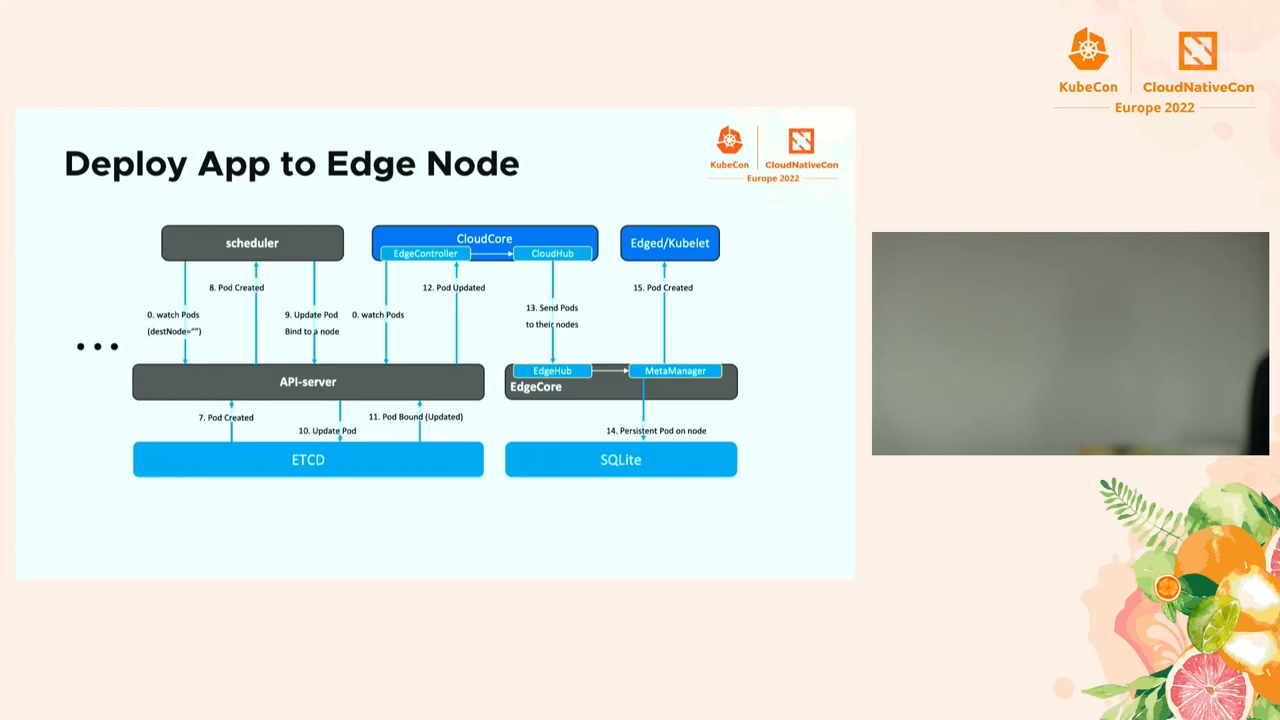 KubeCon
CloudNativeCon
Europe 2022
Deploy App to Edge Node
KubeCon
CloudNativeCon
Europe 2022
scheduler
CloudCore
EdgeController
CloudHub
Edged/Kubelet
8. Pod Created
12. Pod Updated
15. Pod Created
0. watch Pods
(destNode="")
9. Update Pod
Bind to a node
0. watch Pods
13. Send Pods
to their nodes
...
API-server
EdgeHub
MetaManager
EdgeCore
7. Pod Created
10. Update Pod
11. Pod Bound (Updated)
14. Persistent Pod on node
ETCD
SQLite